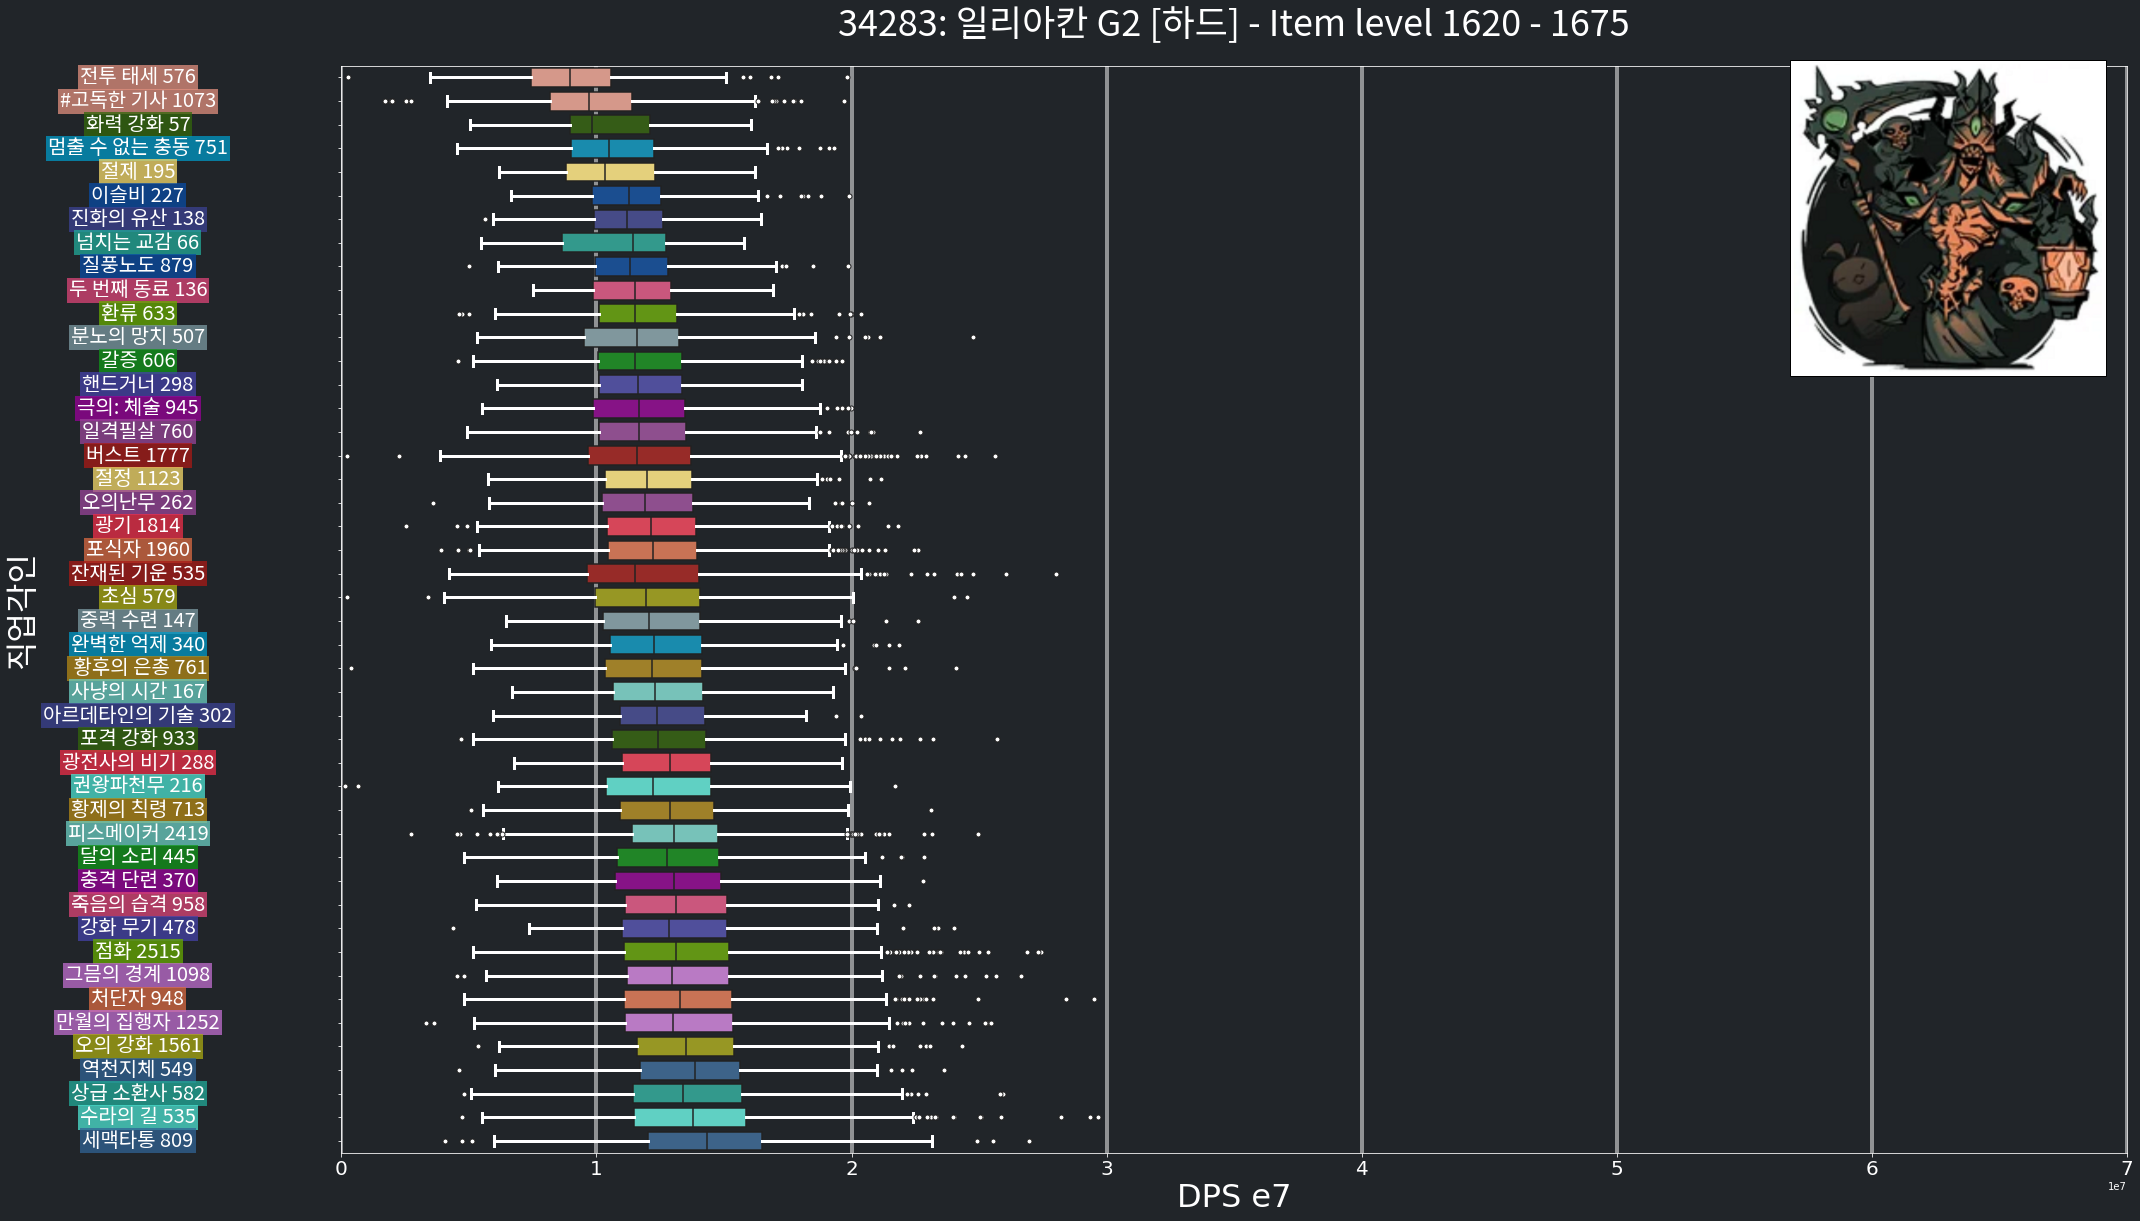 34283: 일리아칸 G2 [하드] - Item level 1620 - 1675
전투 태세 576
#고독한 기사 1073
화력 강화 57
멈출 수 없는 충동 751
절제 195
이슬비 227
진화의 유산 138
넘치는 교감 66
질풍노도 879
두 번째 동료 136
환류 633
분노의 망치 507
갈증 606
핸드거너 298
극의: 체술 945
일격필살 760
버스트 1777
절정 1123
오의난무 262
광기 1814
포식자 1960
잔재된 기운 535
초심 579
중력 수련 147
완벽한 억제 340
황후의 은총 761
사냥의 시간 167
아르데타인의 기술 302
포격 강화 933
광전사의 비기 288
권왕파천무 216
황제의 칙령 713
피스메이커 2419
달의 소리 445
충격 단련 370
죽음의 습격 958
강화 무기 478
점화 2515
그믐의 경계 1098
처단자 948
만월의 집행자 1252
오의 강화 1561
역천지체 549
상급 소환사 582
수라의 길 535
세맥타통 809
직업각인
0 1 2 3 4 5 6 7
1e7
DPS e7